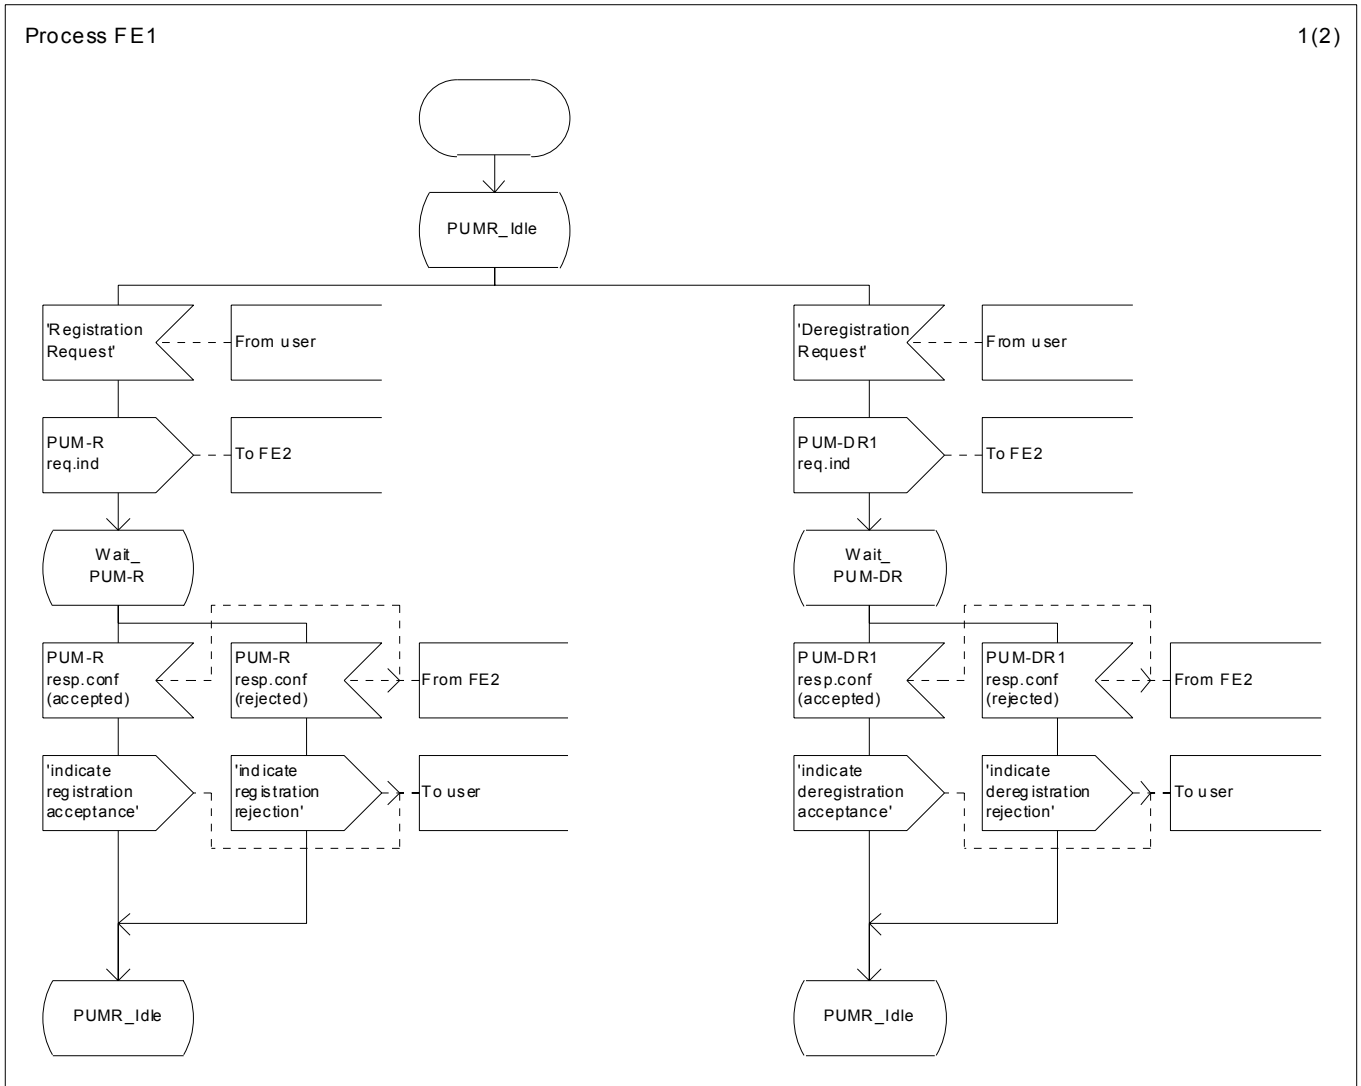 Process FE1
1(2)
PUMR_Idle
'Registration
Request'
From user
'Deregistration
Request'
From user
PUM-R
req.ind
To FE2
PUM-DR1
req.ind
To FE2
Wait_
PUM-R
Wait_
PUM-DR
PUM-R
resp.conf
(accepted)
PUM-R
resp.conf
(rejected)
From FE2
PUM-DR1
resp.conf
(accepted)
PUM-DR1
resp.conf
(rejected)
From FE2
'indicate
registration
acceptance'
'indicate
registration
rejection'
To user
'indicate
deregistration
acceptance'
'indicate
deregistration
rejection'
To user
PUMR_Idle
PUMR_Idle